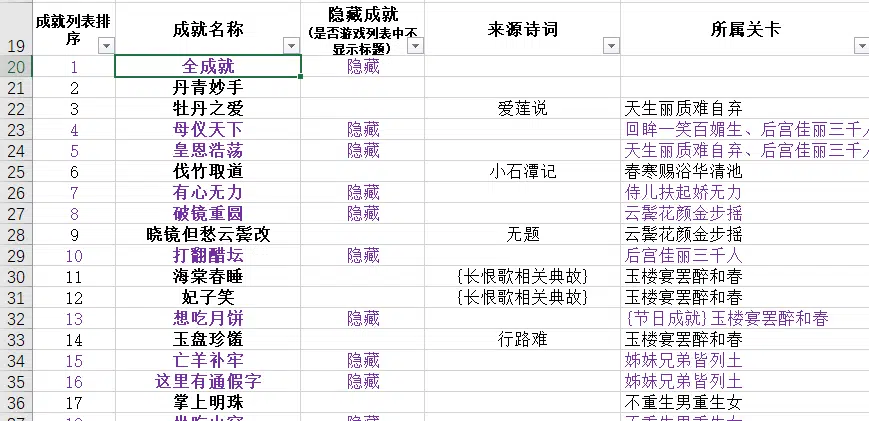 19 成就列表排序 成就名称 隐藏成就(是否游戏列表中不显示标题) 来源诗词 所属关卡
20 1 全成就 隐藏
21 2 丹青妙手
22 3 牡丹之爱 爱莲说 天生丽质难自弃
23 4 母仪天下 隐藏 回眸一笑百媚生、后宫佳丽三千人
24 5 皇恩浩荡 隐藏 天生丽质难自弃、后宫佳丽三千人
25 6 伐竹取道 小石潭记 春寒赐浴华清池
26 7 有心无力 隐藏 侍儿扶起娇无力
27 8 破镜重圆 隐藏 云鬓花颜金步摇
28 9 晓镜但愁云鬓改 无题 云鬓花颜金步摇
29 10 打翻醋坛 隐藏 后宫佳丽三千人
30 11 海棠春睡 {长恨歌相关典故} 玉楼宴罢醉和春
31 12 妃子笑 {长恨歌相关典故} 玉楼宴罢醉和春
32 13 想吃月饼 隐藏 {节日成就}玉楼宴罢醉和春
33 14 玉盘珍馐 行路难 玉楼宴罢醉和春
34 15 亡羊补牢 隐藏 姊妹兄弟皆列土
35 16 这里有通假字 隐藏 姊妹兄弟皆列土
36 17 掌上明珠 不重生男重生女